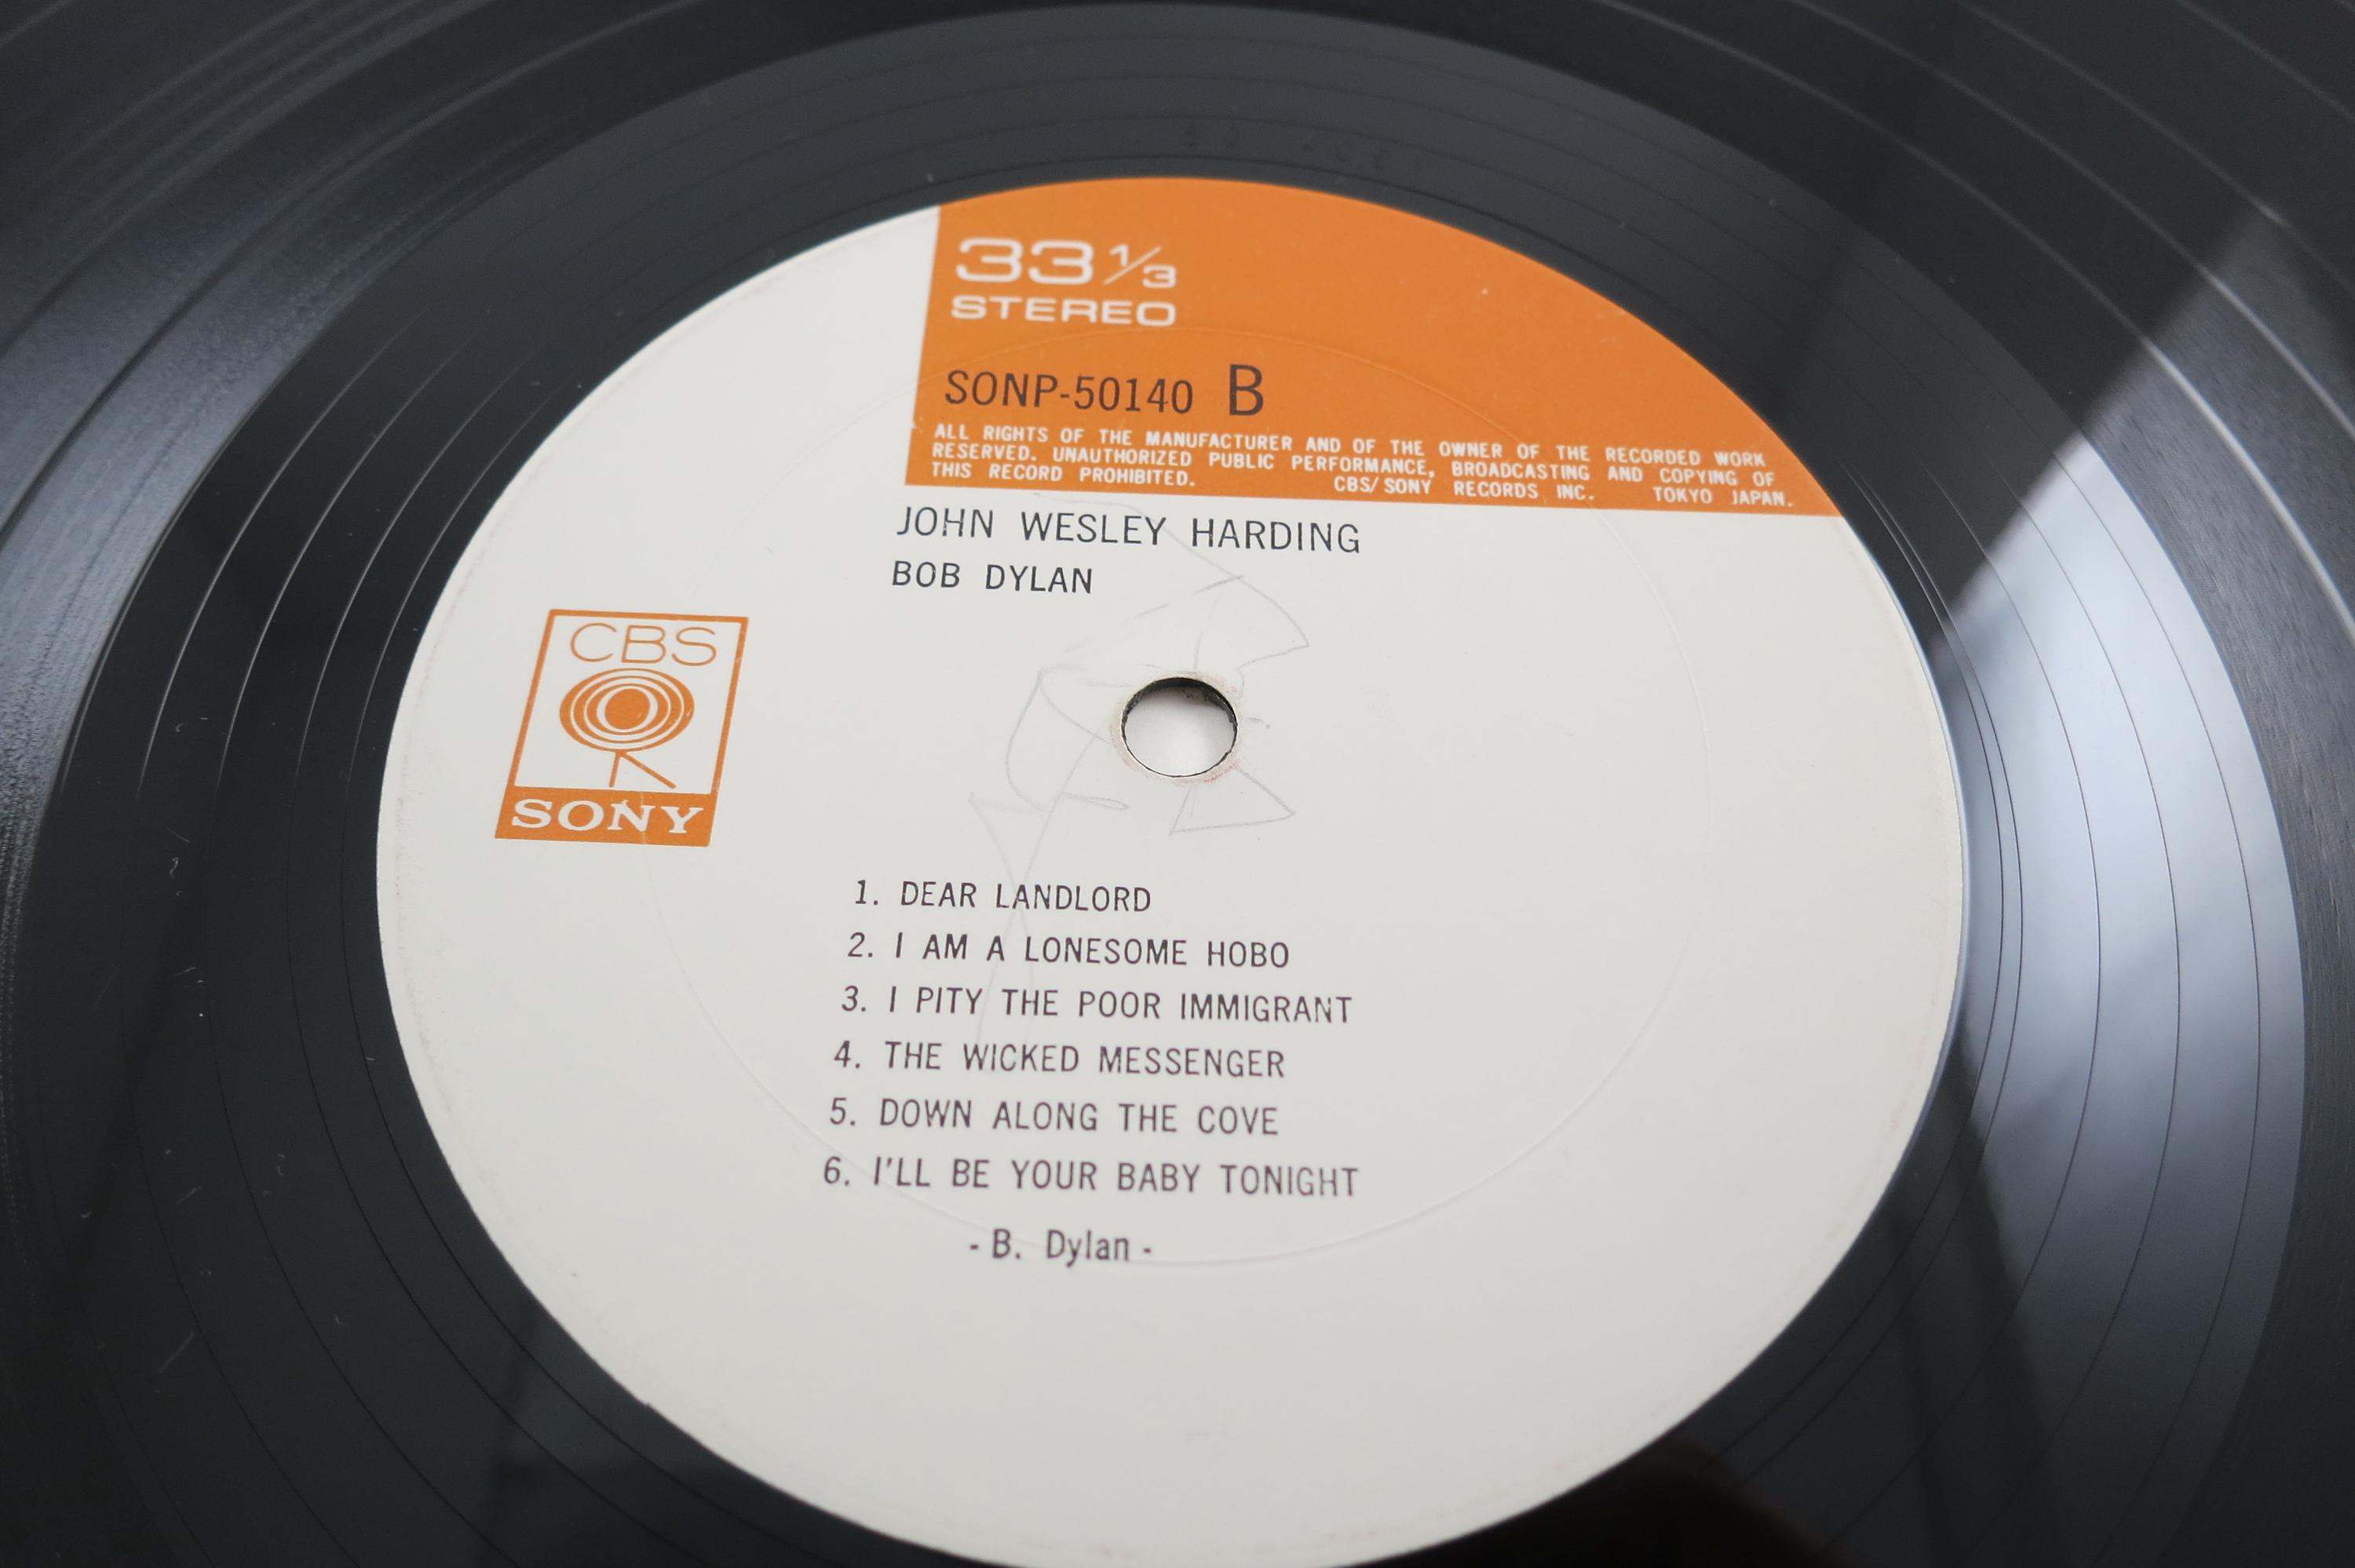 33 1/3
STEREO
SONP-50140 B
ALL RIGHTS OF THE MANUFACTURER AND OF THE OWNER OF THE RECORDED WORK
RESERVED. UNAUTHORIZED PUBLIC PERFORMANCE, BROADCASTING AND COPYING OF
THIS RECORD PROHIBITED. CBS/SONY RECORDS INC. TOKYO JAPAN.
JOHN WESLEY HARDING
BOB DYLAN
CBS
SONY
1. DEAR LANDLORD
2. I AM A LONESOME HOBO
3. I PITY THE POOR IMMIGRANT
4. THE WICKED MESSENGER
5. DOWN ALONG THE COVE
6. I'LL BE YOUR BABY TONIGHT
- B. Dylan -